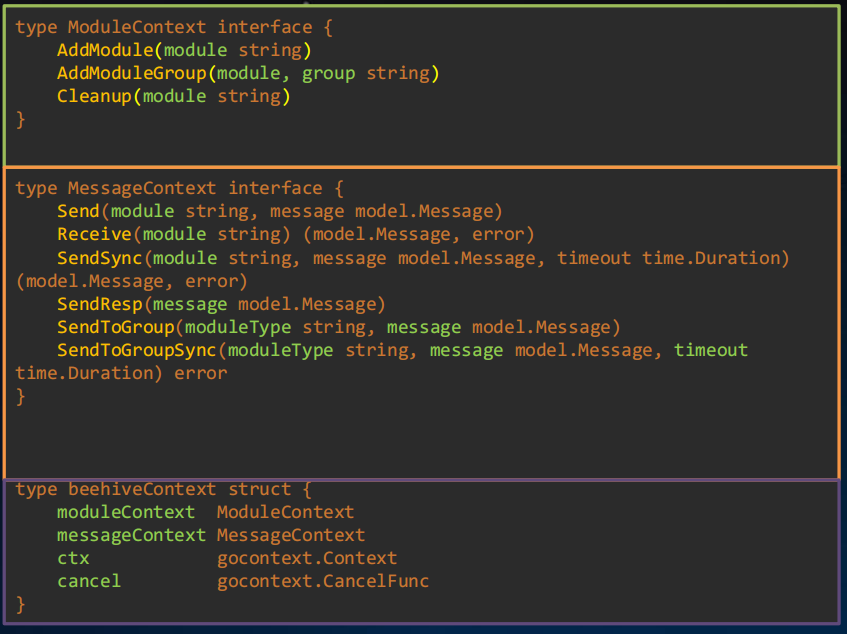 type ModuleContext interface {
    AddModule(module string)
    AddModuleGroup(module, group string)
    Cleanup(module string)
}
type MessageContext interface {
    Send(module string, message model.Message)
    Receive(module string) (model.Message, error)
    SendSync(module string, message model.Message, timeout time.Duration)
(model.Message, error)
    SendResp(message model.Message)
    SendToGroup(moduleType string, message model.Message)
    SendToGroupSync(moduleType string, message model.Message, timeout
time.Duration) error
}
type beehiveContext struct {
    moduleContext  ModuleContext
    messageContext MessageContext
    ctx            gocontext.Context
    cancel         gocontext.CancelFunc
}